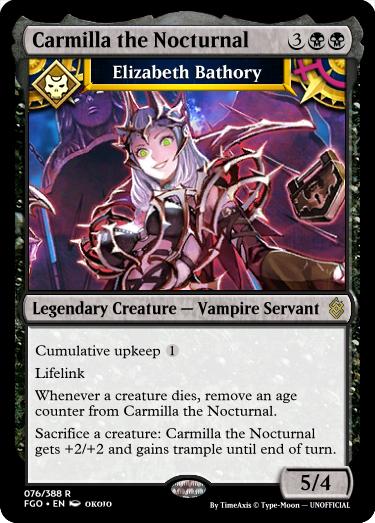 Carmilla the Nocturnal 3
Elizabeth Bathory
Legendary Creature — Vampire Servant
Cumulative upkeep 1
Lifelink
Whenever a creature dies, remove an age
counter from Carmilla the Nocturnal.
Sacrifice a creature: Carmilla the Nocturnal
gets +2/+2 and gains trample until end of turn.
5/4
076/388 R
FGO • EN OKOJO
By TimeAxis © Type-Moon — UNOFFICIAL